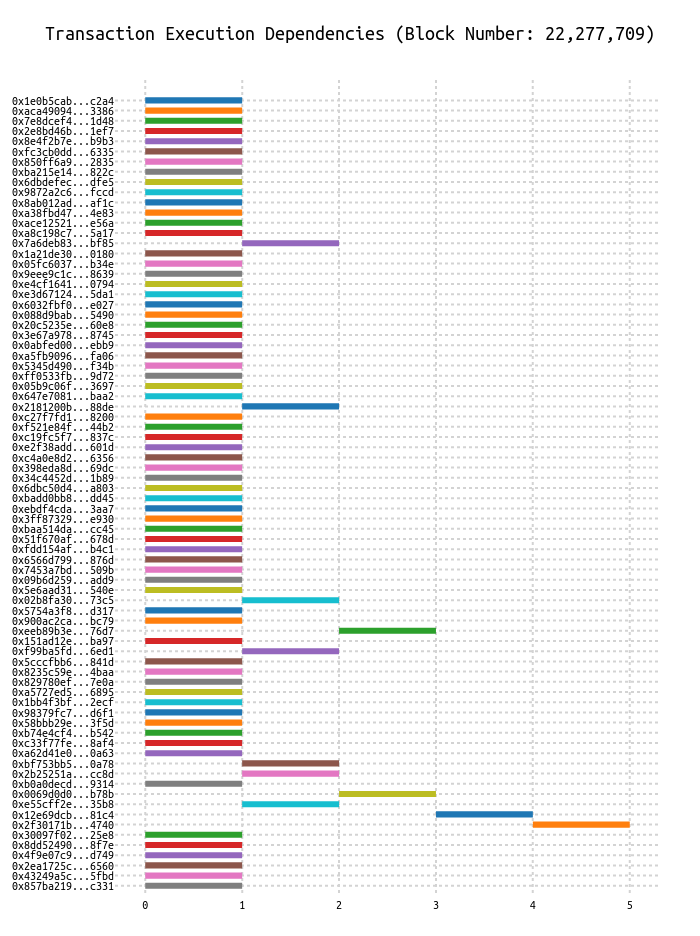 Transaction Execution Dependencies (Block Number: 22,277,709)
0x1e0b5cab...c2a4
0xaca49094...3386
0x7e8dcef4...1d48
0x2e8bd46b...1ef7
0x8e4f2b7e...b9b3
0xfc3cb0dd...6335
0x850ff6a9...2835
0xba215e14...822c
0x6dbdefec...dfe5
0x9872a2c6...fccd
0x8ab012ad...af1c
0xa38fbd47...4e83
0xace12521...e56a
0xa8c198c7...5a17
0x7a6deb83...bf85
0x1a21de30...0180
0x05fc6037...b34e
0x9eee9c1c...8639
0xe4cf1641...0794
0xe3d67124...5da1
0x6032fbf0...e027
0x088d9bab...5490
0x20c5235e...60e8
0x3e67a978...8745
0x0abfed00...ebb9
0xa5fb9096...fa06
0x5345d490...f34b
0xff0533fb...9d72
0x05b9c06f...3697
0x647e7081...baa2
0x2181200b...88de
0xc27f7fd1...8200
0xf521e84f...44b2
0xc19fc5f7...837c
0xe2f38add...601d
0xc4a0e8d2...6356
0x398eda8d...69dc
0x34c4452d...1b89
0x6dbc50d4...a803
0xbadd0bb8...dd45
0xebdf4cda...3aa7
0x3ff87329...e930
0xbaa514da...cc45
0x51f670af...678d
0xfdd154af...b4c1
0x6566d799...876d
0x7453a7bd...509b
0x09b6d259...add9
0x5e6aad31...540e
0x02b8fa30...73c5
0x5754a3f8...d317
0x900ac2ca...bc79
0xeeb89b3e...76d7
0x151ad12e...ba97
0xf99ba5fd...6ed1
0x5cccfbb6...841d
0x8235c59e...4baa
0x829780ef...7e0a
0xa5727ed5...6895
0x1bb4f3bf...2ecf
0x98379fc7...d6f1
0x58bbb29e...3f5d
0xb74e4cf4...b542
0xc33f77fe...8af4
0xa62d41e0...0a63
0xbf753bb5...0a78
0x2b25251a...cc8d
0xb0a0decd...9314
0x0069d0d0...b78b
0xe55cff2e...35b8
0x12e69dcb...81c4
0x2f30171b...4740
0x30097f02...25e8
0x8dd52490...8f7e
0x4f9e07c9...d749
0x2ea1725c...6560
0x43249a5c...5fbd
0x857ba219...c331
0 1 2 3 4 5